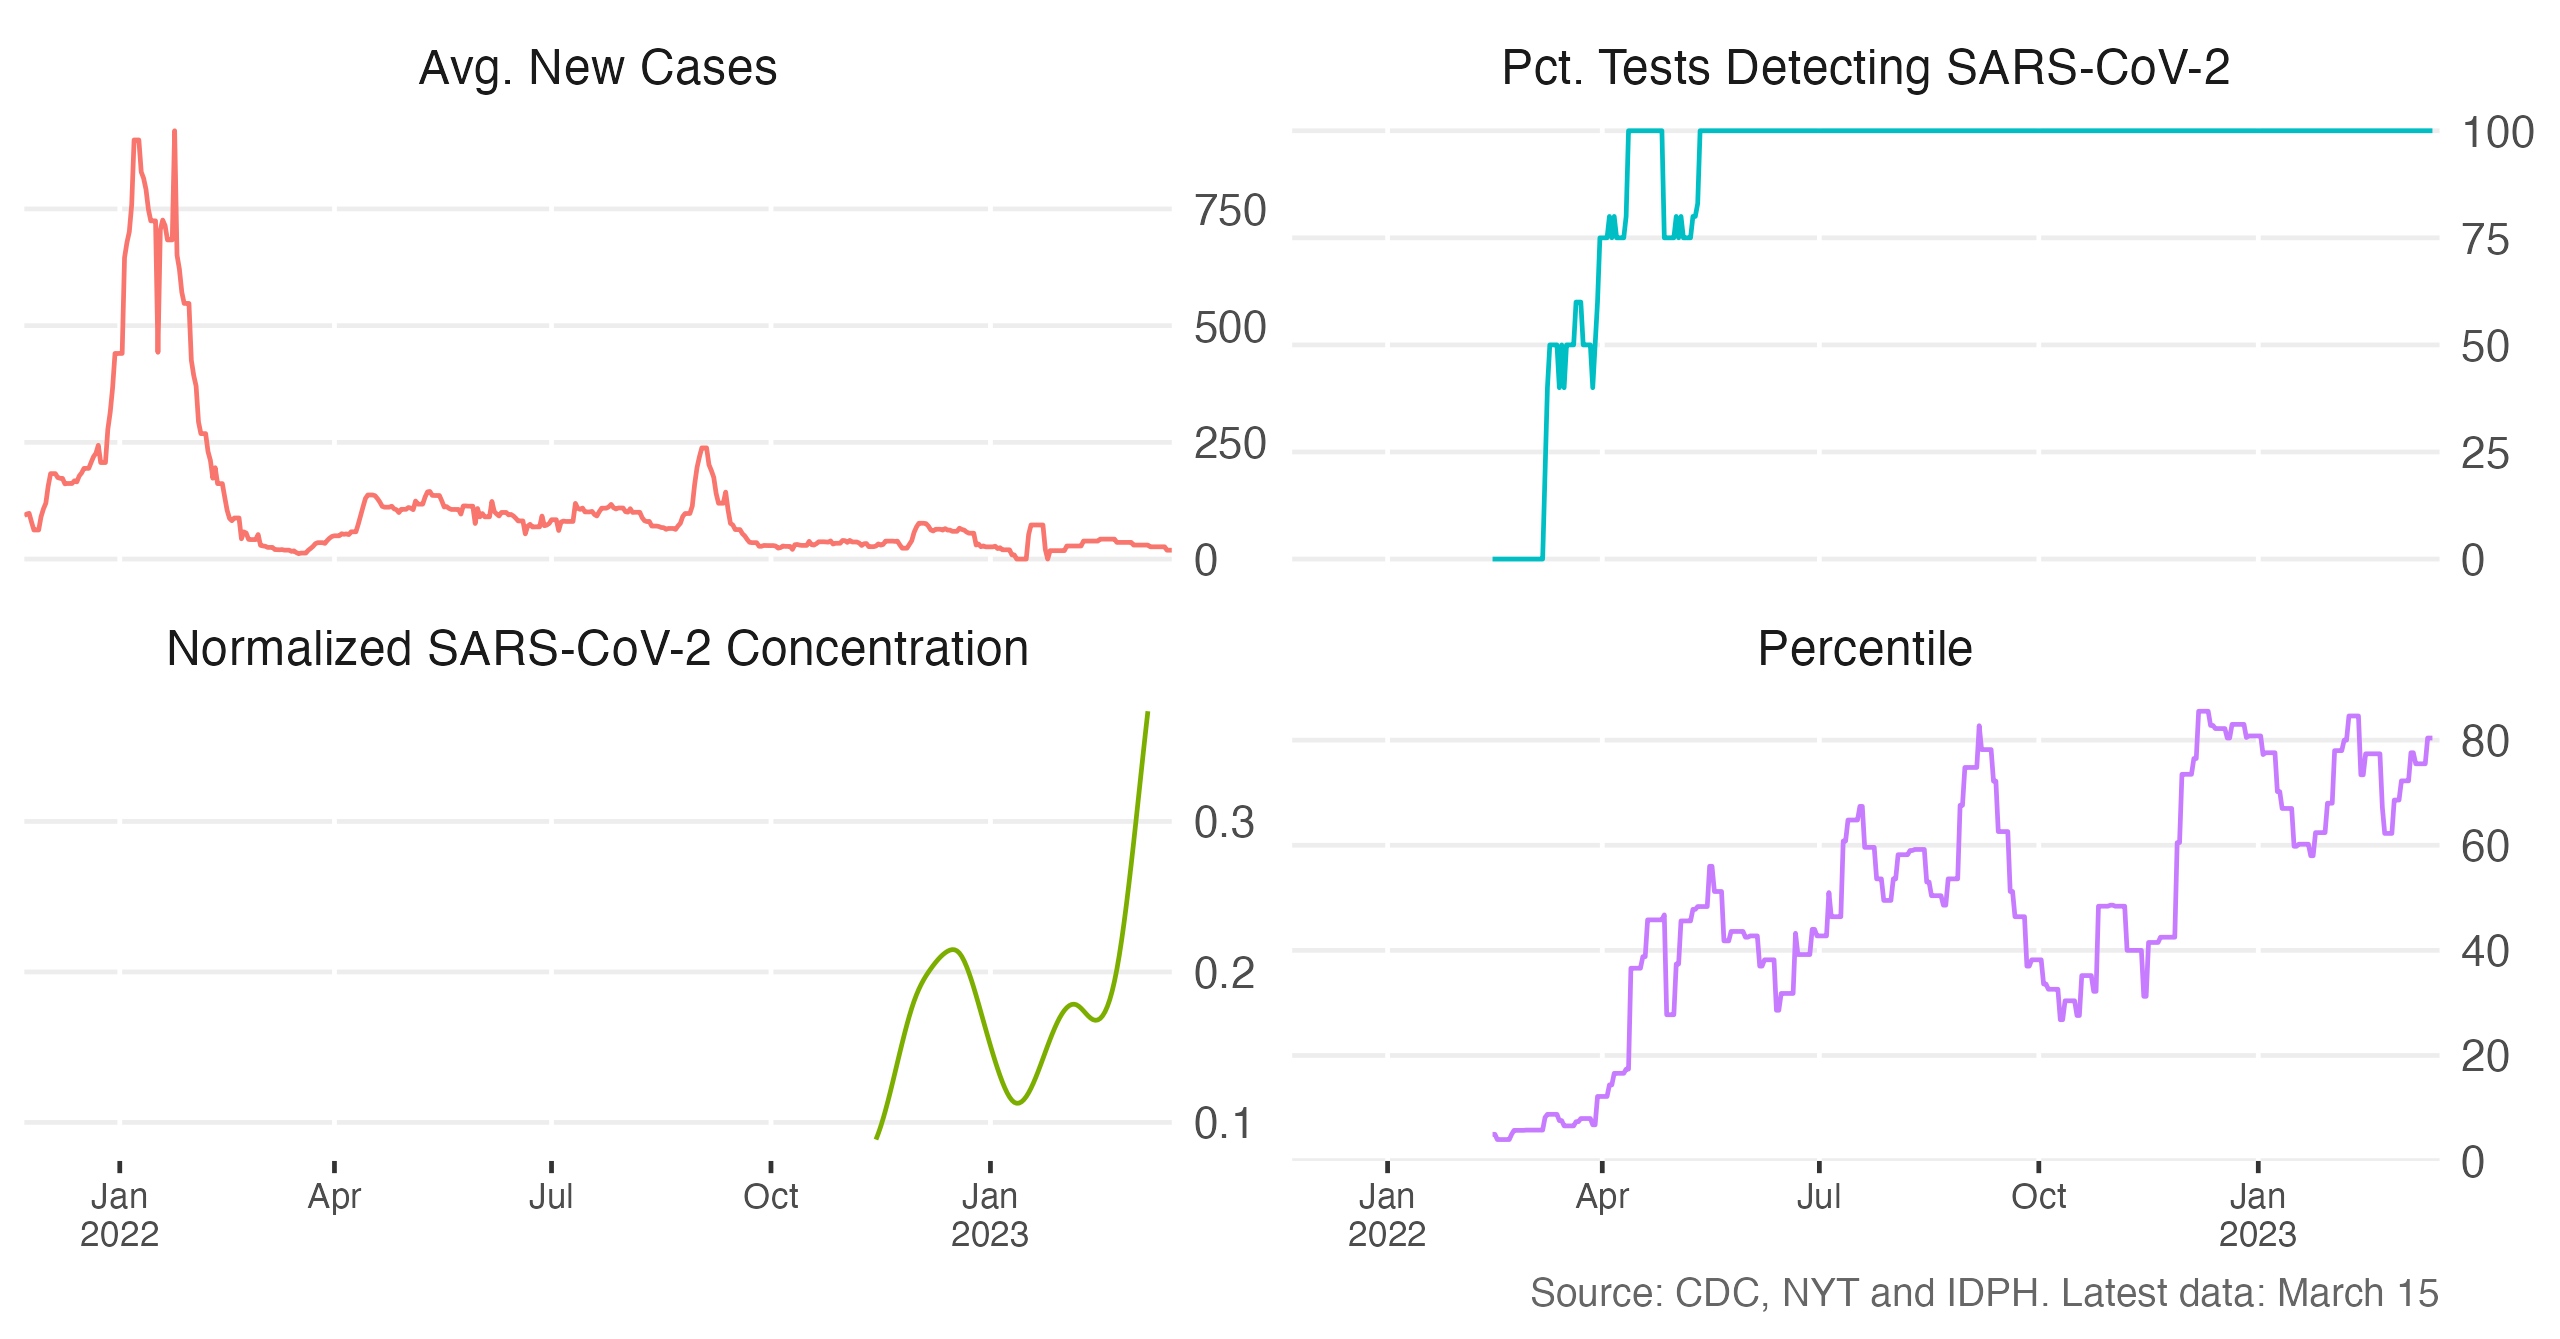 Avg. New Cases
750
500
250
0
Pct. Tests Detecting SARS-CoV-2
100
75
50
25
0
Normalized SARS-CoV-2 Concentration
0.3
0.2
0.1
Jan Apr Jul Oct Jan
2022 2023
Percentile
80
60
40
20
0
Jan Apr Jul Oct Jan
2022 2023
Source: CDC, NYT and IDPH. Latest data: March 15